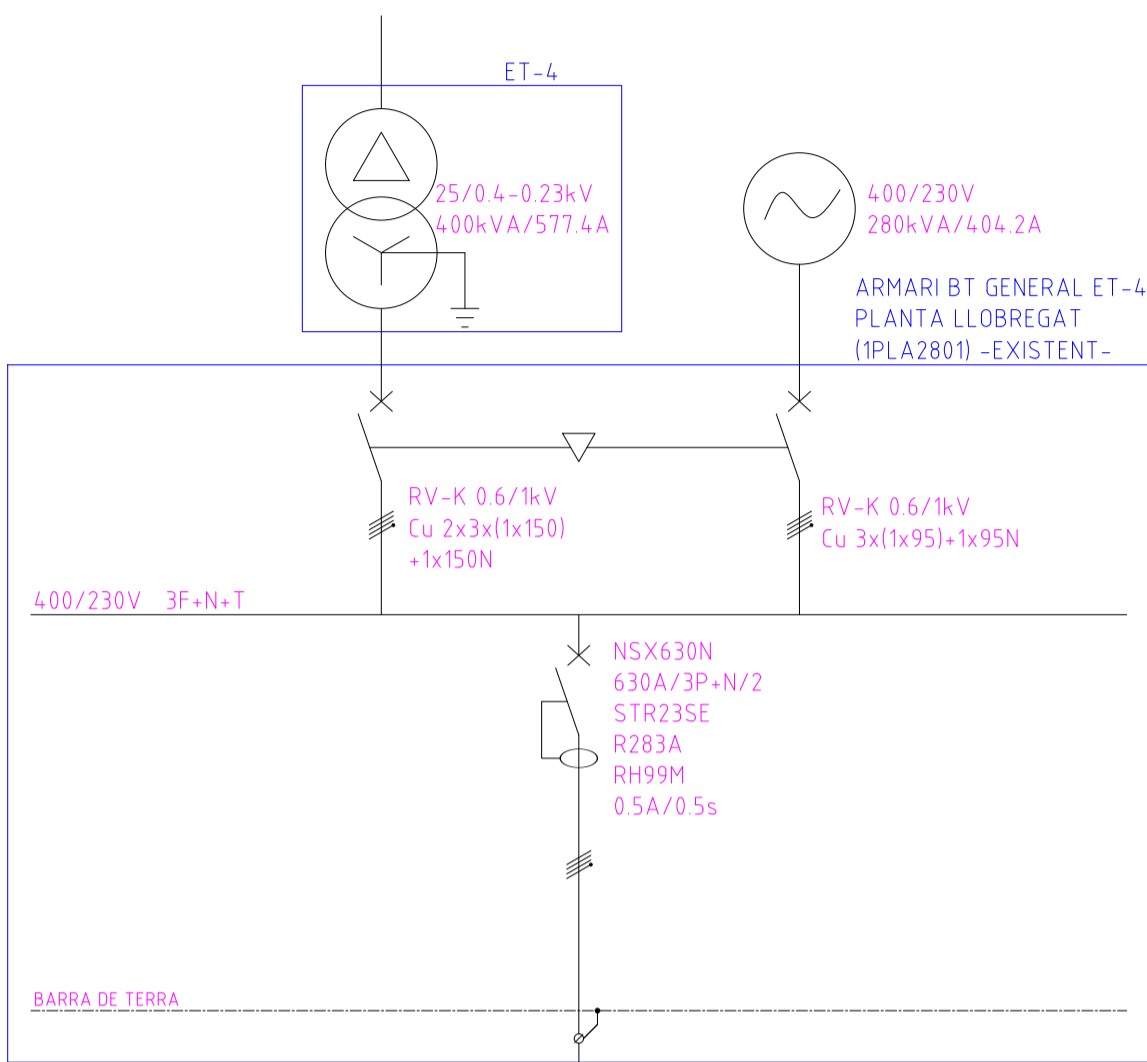 ET-4
25/0.4-0.23kV
400kVA/577.4A
400/230V
280kVA/404.2A
ARMARI BT GENERAL ET-4
PLANTA LLOBREGAT
(1PLA2801) -EXISTENT-
RV-K 0.6/1kV
Cu 2x3x(1x150)
+1x150N
RV-K 0.6/1kV
Cu 3x(1x95)+1x95N
400/230V 3F+N+T
NSX630N
630A/3P+N/2
STR23SE
R283A
RH99M
0.5A/0.5s
BARRA DE TERRA